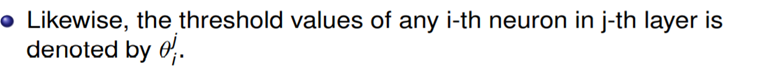 Likewise, the threshold values of any i-th neuron in j-th layer is
denoted by θᵢʲ.